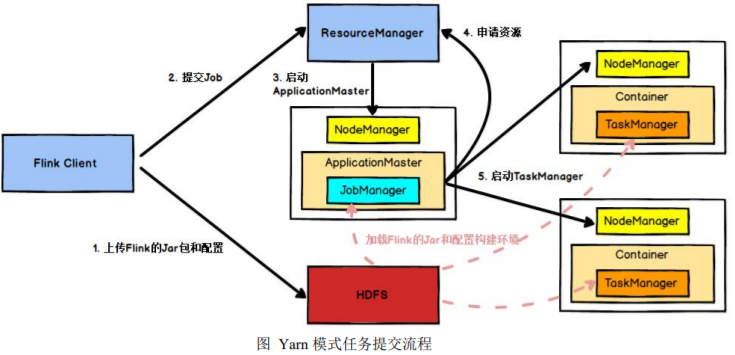 ResourceManager
4. 申请资源
2. 提交Job
3. 启动
ApplicationMaster
NodeManager
Container
TaskManager
NodeManager
Flink Client
ApplicationMaster
JobManager
5. 启动TaskManager
NodeManager
1. 上传Flink的Jar包和配置
加载Flink的Jar和配置构建环境
Container
HDFS
TaskManager
图 Yarn 模式任务提交流程